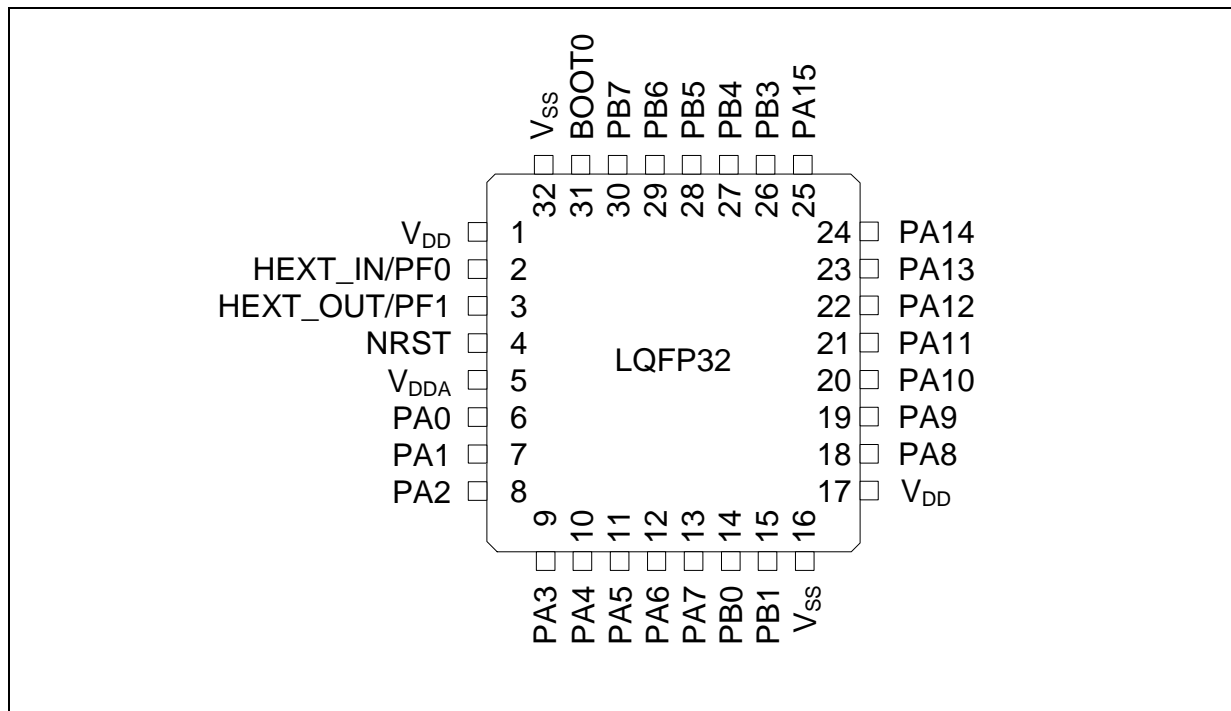 VSS
BOOT0
PB7
PB6
PB5
PB4
PB3
PA15
32
31
30
29
28
27
26
25
VDD 1
HEXT_IN/PF0 2
HEXT_OUT/PF1 3
NRST 4
VDDA 5
PA0 6
PA1 7
PA2 8
LQFP32
24 PA14
23 PA13
22 PA12
21 PA11
20 PA10
19 PA9
18 PA8
17 VDD
9
10
11
12
13
14
15
16
PA3
PA4
PA5
PA6
PA7
PB0
PB1
VSS